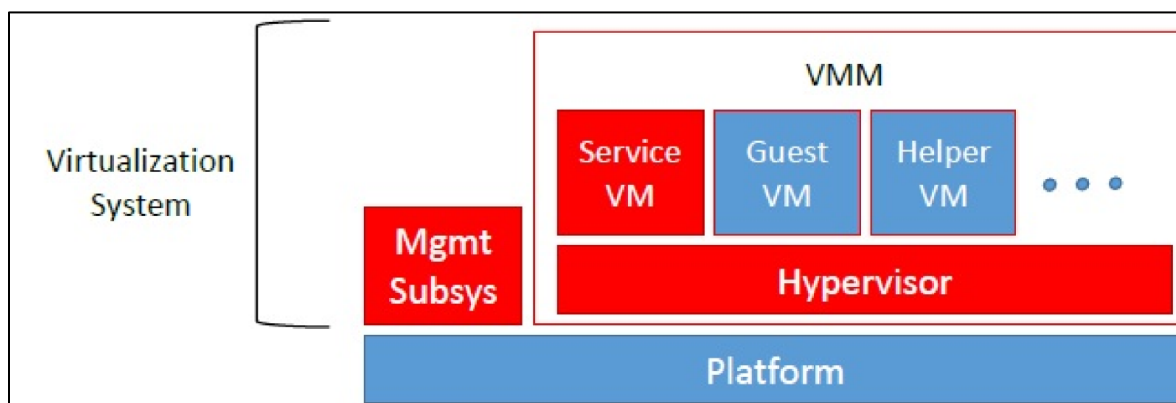 VMM
Virtualization
System
Service
VM
Guest
VM
Helper
VM
Mgmt
Subsys
Hypervisor
Platform